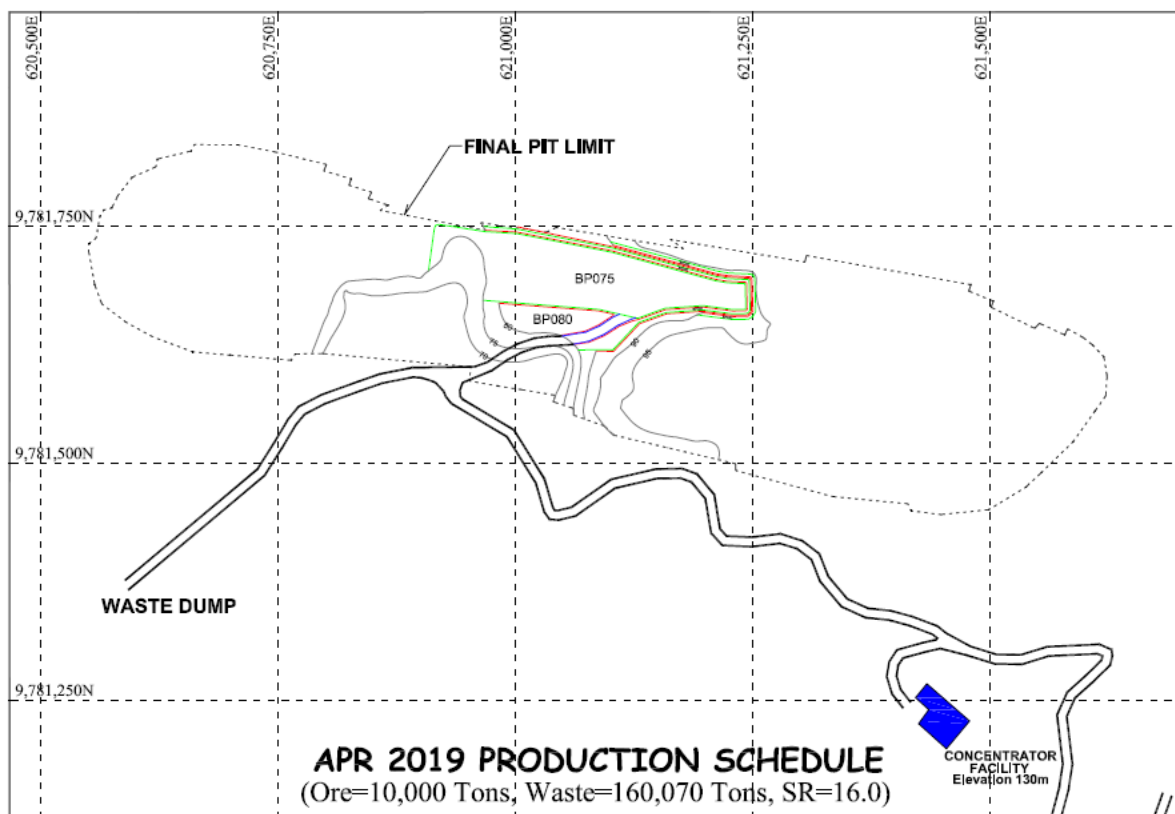 620,500E
620,750E
621,000E
621,250E
621,500E
FINAL PIT LIMIT
9,781,750N
BP075
BP080
9,781,500N
WASTE DUMP
9,781,250N
CONCENTRATOR
FACILITY
Elevation 130m
APR 2019 PRODUCTION SCHEDULE
(Ore=10,000 Tons, Waste=160,070 Tons, SR=16.0)